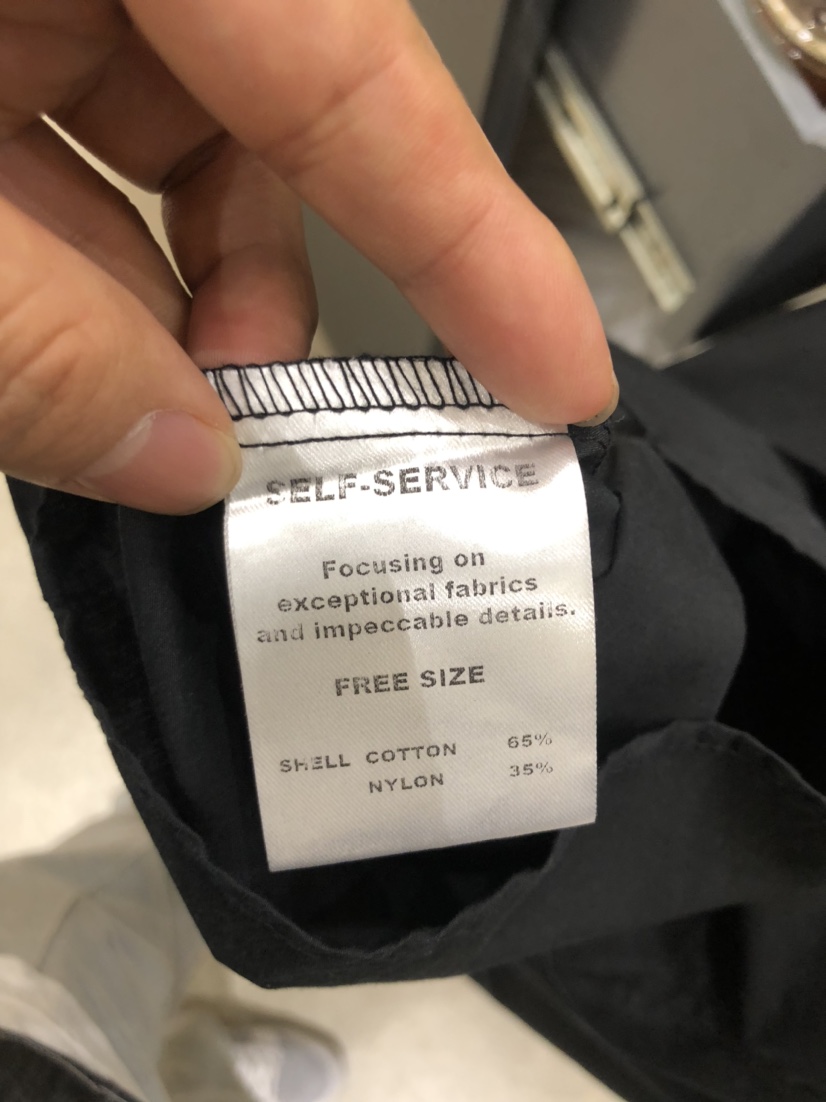 SELF-SERVICE
Focusing on
exceptional fabrics
and impeccable details.
FREE SIZE
SHELL COTTON 65%
NYLON 35%